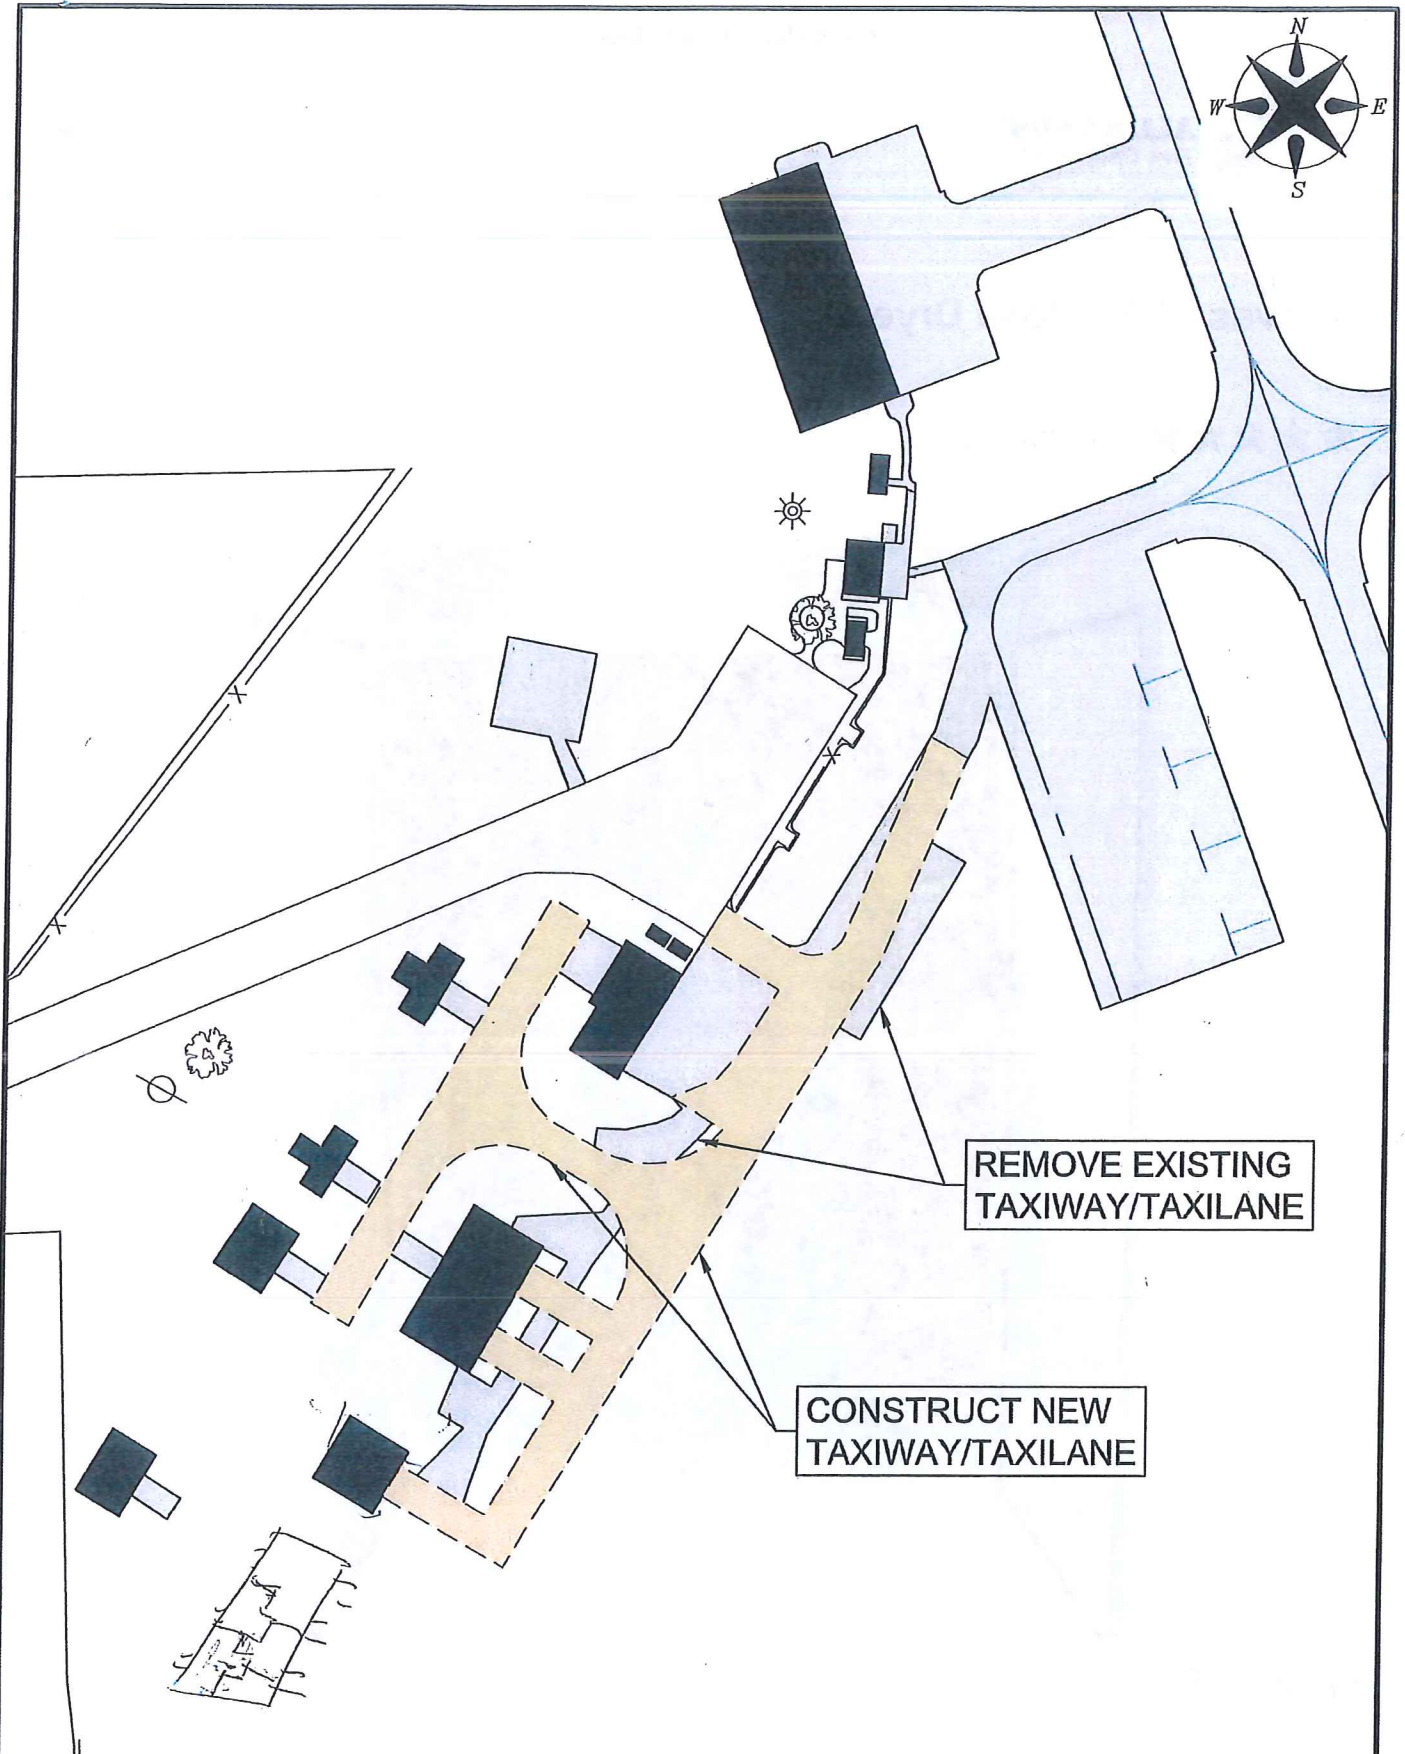 N
W E
S
REMOVE EXISTING
TAXIWAY/TAXILANE
CONSTRUCT NEW
TAXIWAY/TAXILANE